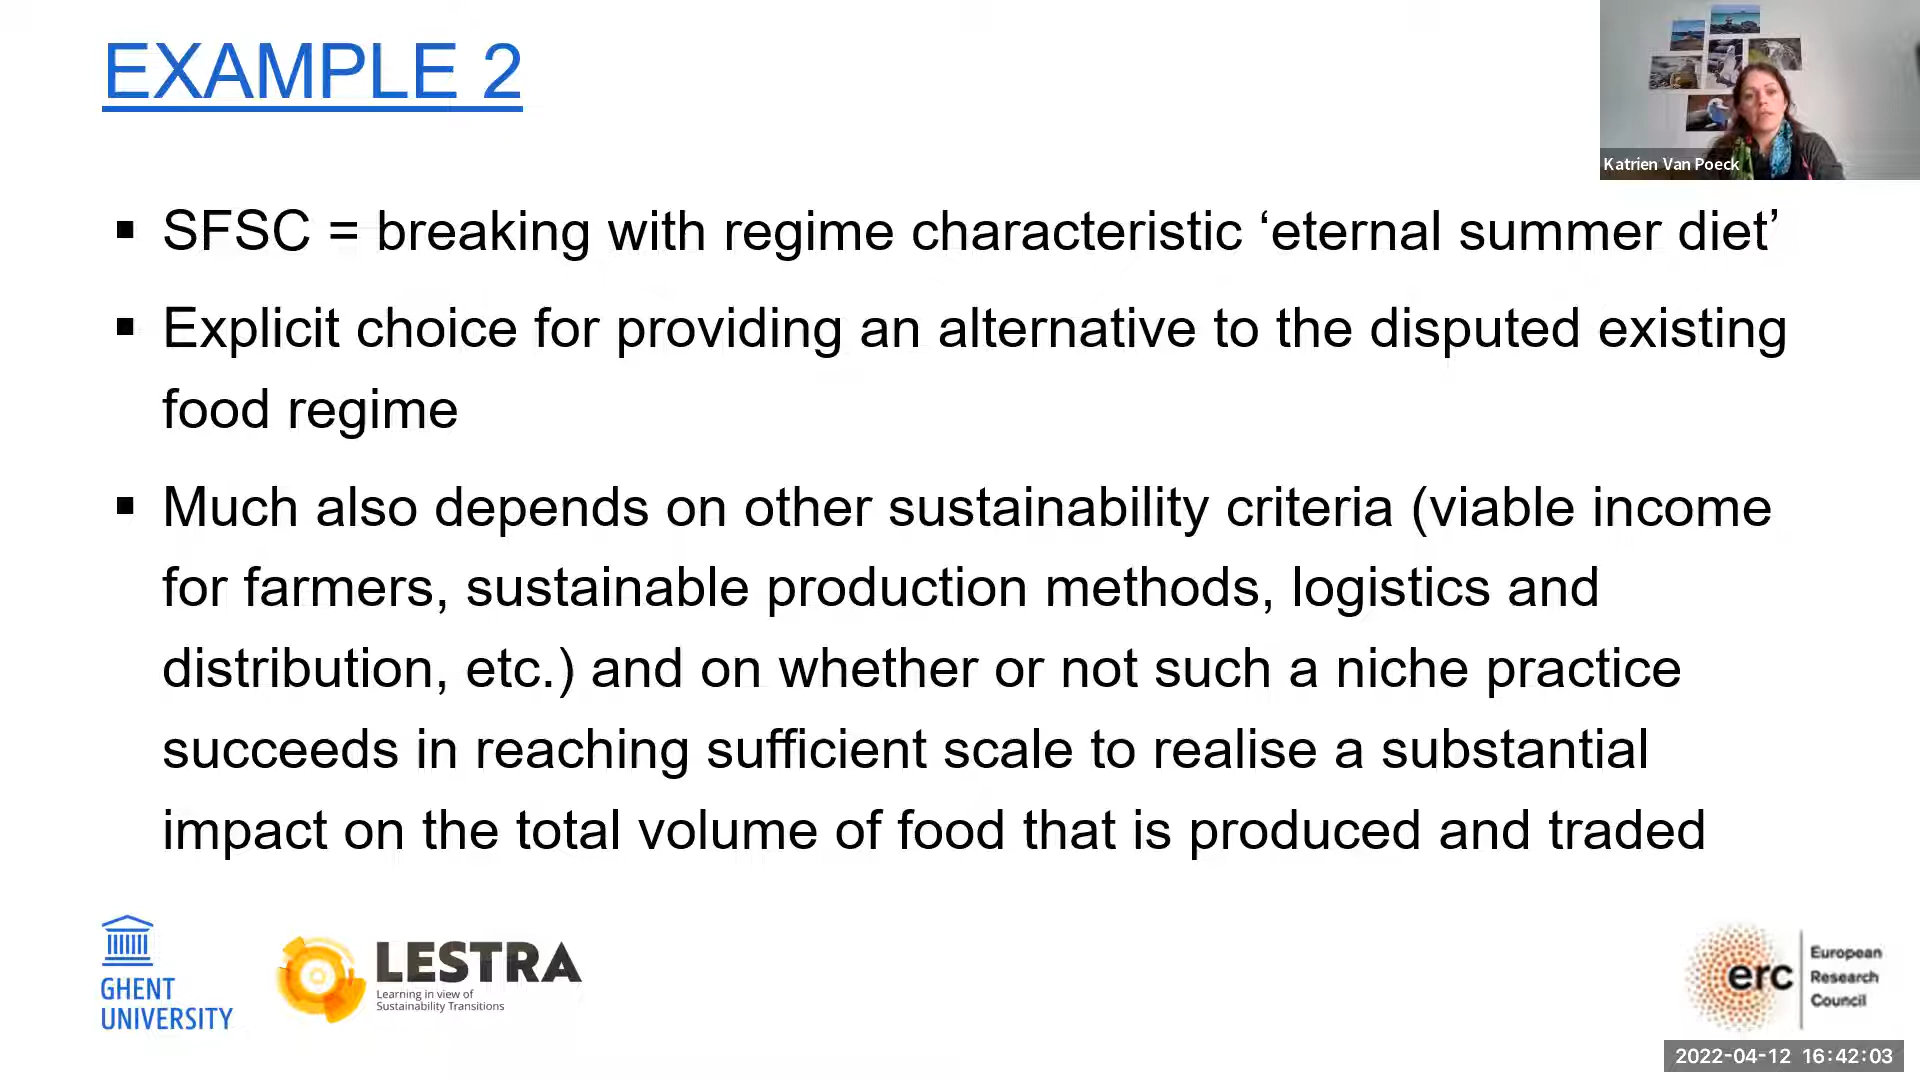 EXAMPLE 2
Katrien Van Poeck
▪ SFSC = breaking with regime characteristic ‘eternal summer diet’
▪ Explicit choice for providing an alternative to the disputed existing
food regime
▪ Much also depends on other sustainability criteria (viable income
for farmers, sustainable production methods, logistics and
distribution, etc.) and on whether or not such a niche practice
succeeds in reaching sufficient scale to realise a substantial
impact on the total volume of food that is produced and traded
GHENT
UNIVERSITY
LESTRA
Learning in view of
Sustainability Transitions
erc
European
Research
Council
2022-04-12 16:42:03